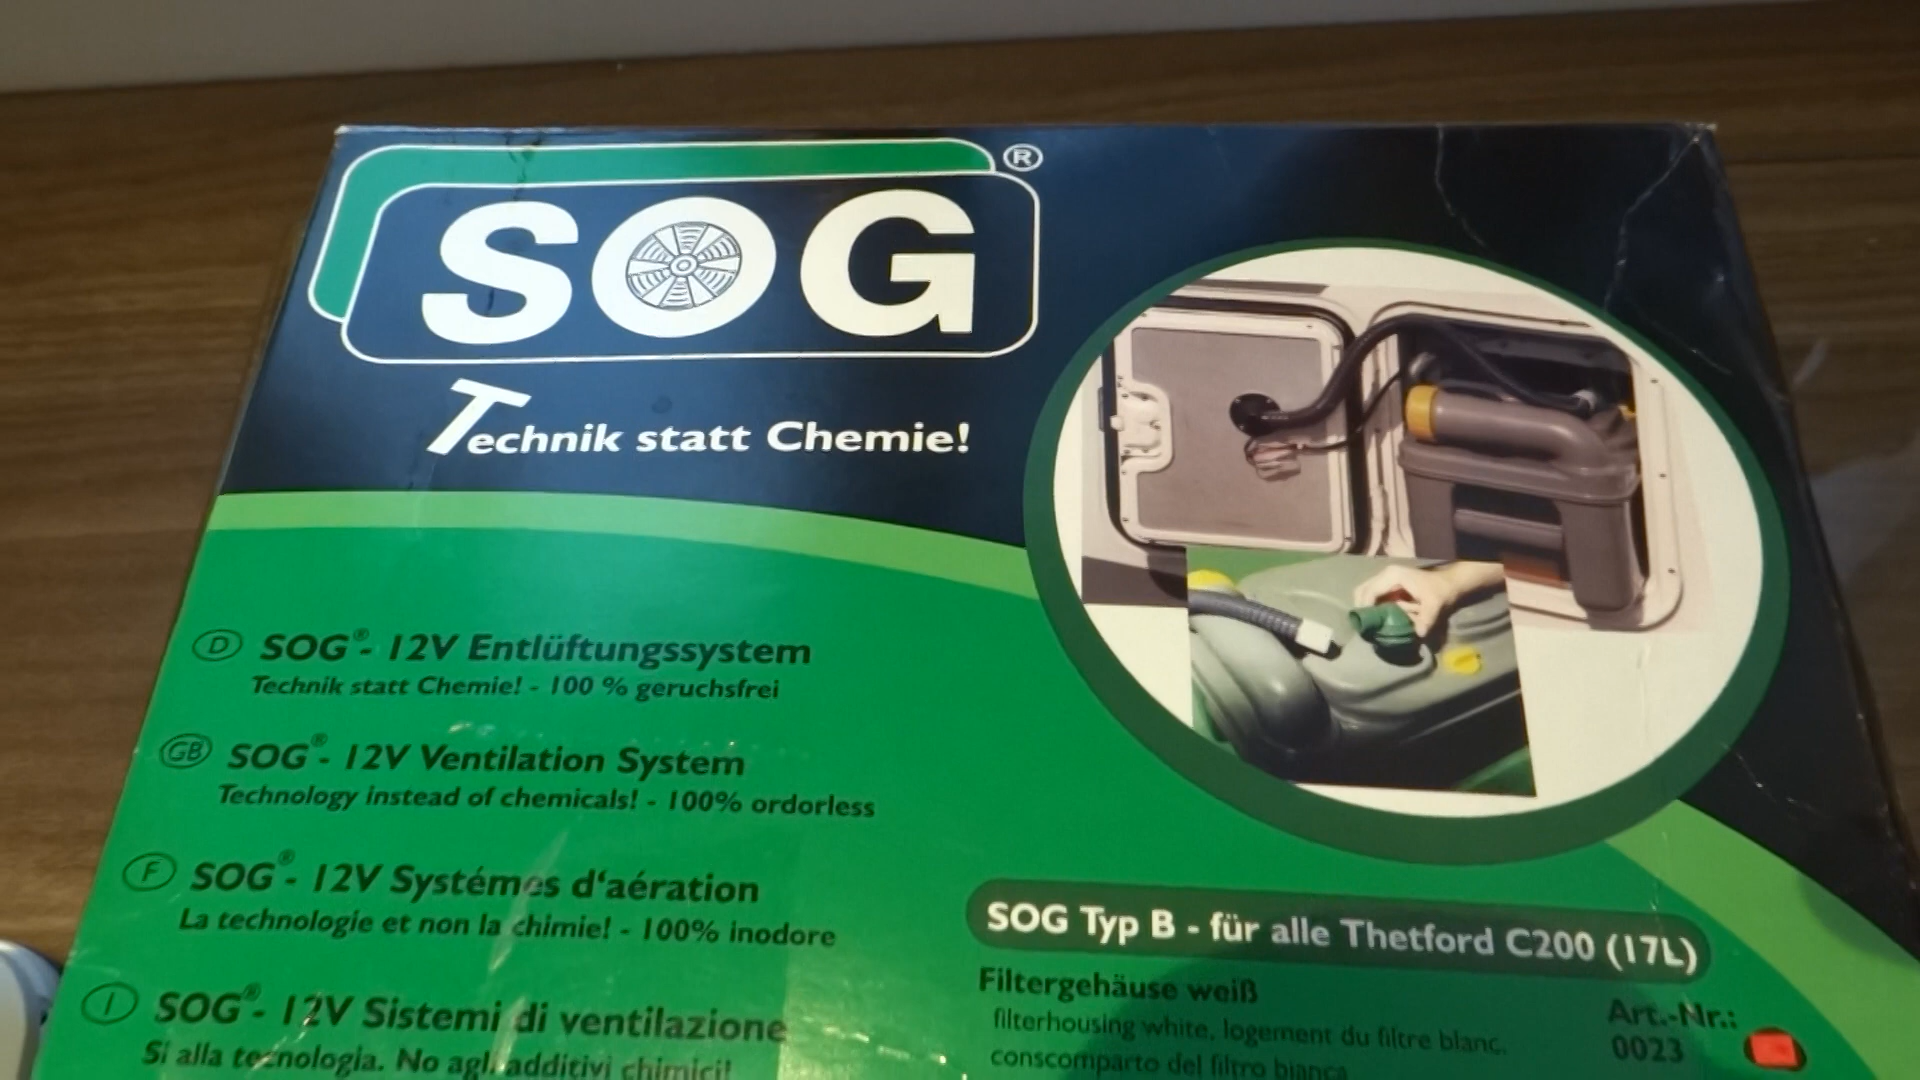 SOG®
Technik statt Chemie!
D SOG®- 12V Entlüftungssystem
Technik statt Chemie! - 100 % geruchsfrei
GB SOG®- 12V Ventilation System
Technology instead of chemicals! - 100% ordorless
F SOG®- 12V Systémes d'aération
La technologie et non la chimie! - 100% inodore
I SOG®- 12V Sistemi di ventilazione
Si alla tecnologia. No agli additivi chimici!
SOG Typ B - für alle Thetford C200 (17L)
Filtergehäuse weiß
filterhousing white, logement du filtre blanc,
conscomparto del filtro bianca
Art.-Nr.:
0023